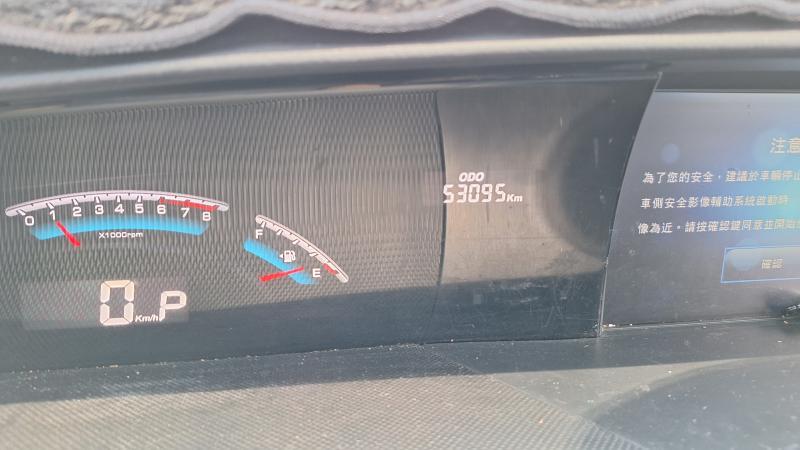 0 1 2 3 4 5 6 7 8
X1000rpm
0 Km/h P
F
E
ODO
53095 Km
注意
為了您的安全，建議於車輛停止
車側安全影像輔助系統啟動時
像為近。請按確認鍵同意並開始
確認